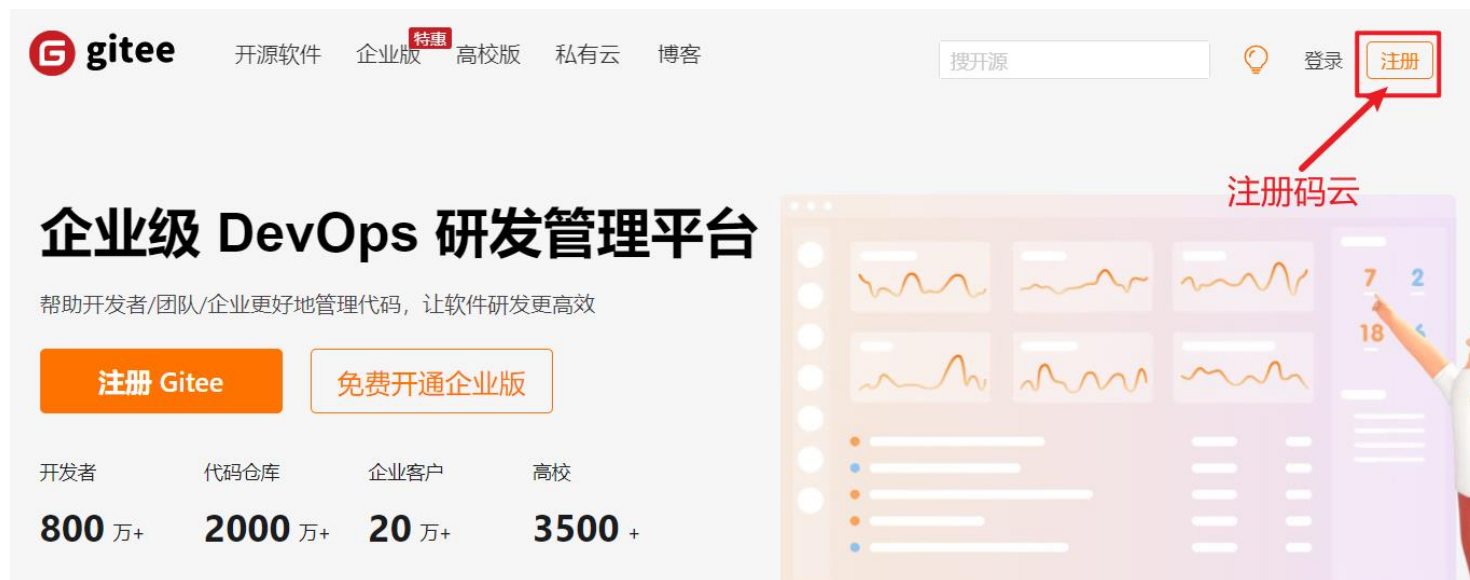 gitee 开源软件 企业版 特惠 高校版 私有云 博客 搜开源 登录 注册
注册码云
企业级 DevOps 研发管理平台
帮助开发者/团队/企业更好地管理代码，让软件研发更高效
注册 Gitee 免费开通企业版
开发者 代码仓库 企业客户 高校
800 万+ 2000 万+ 20 万+ 3500 +
7 2
18